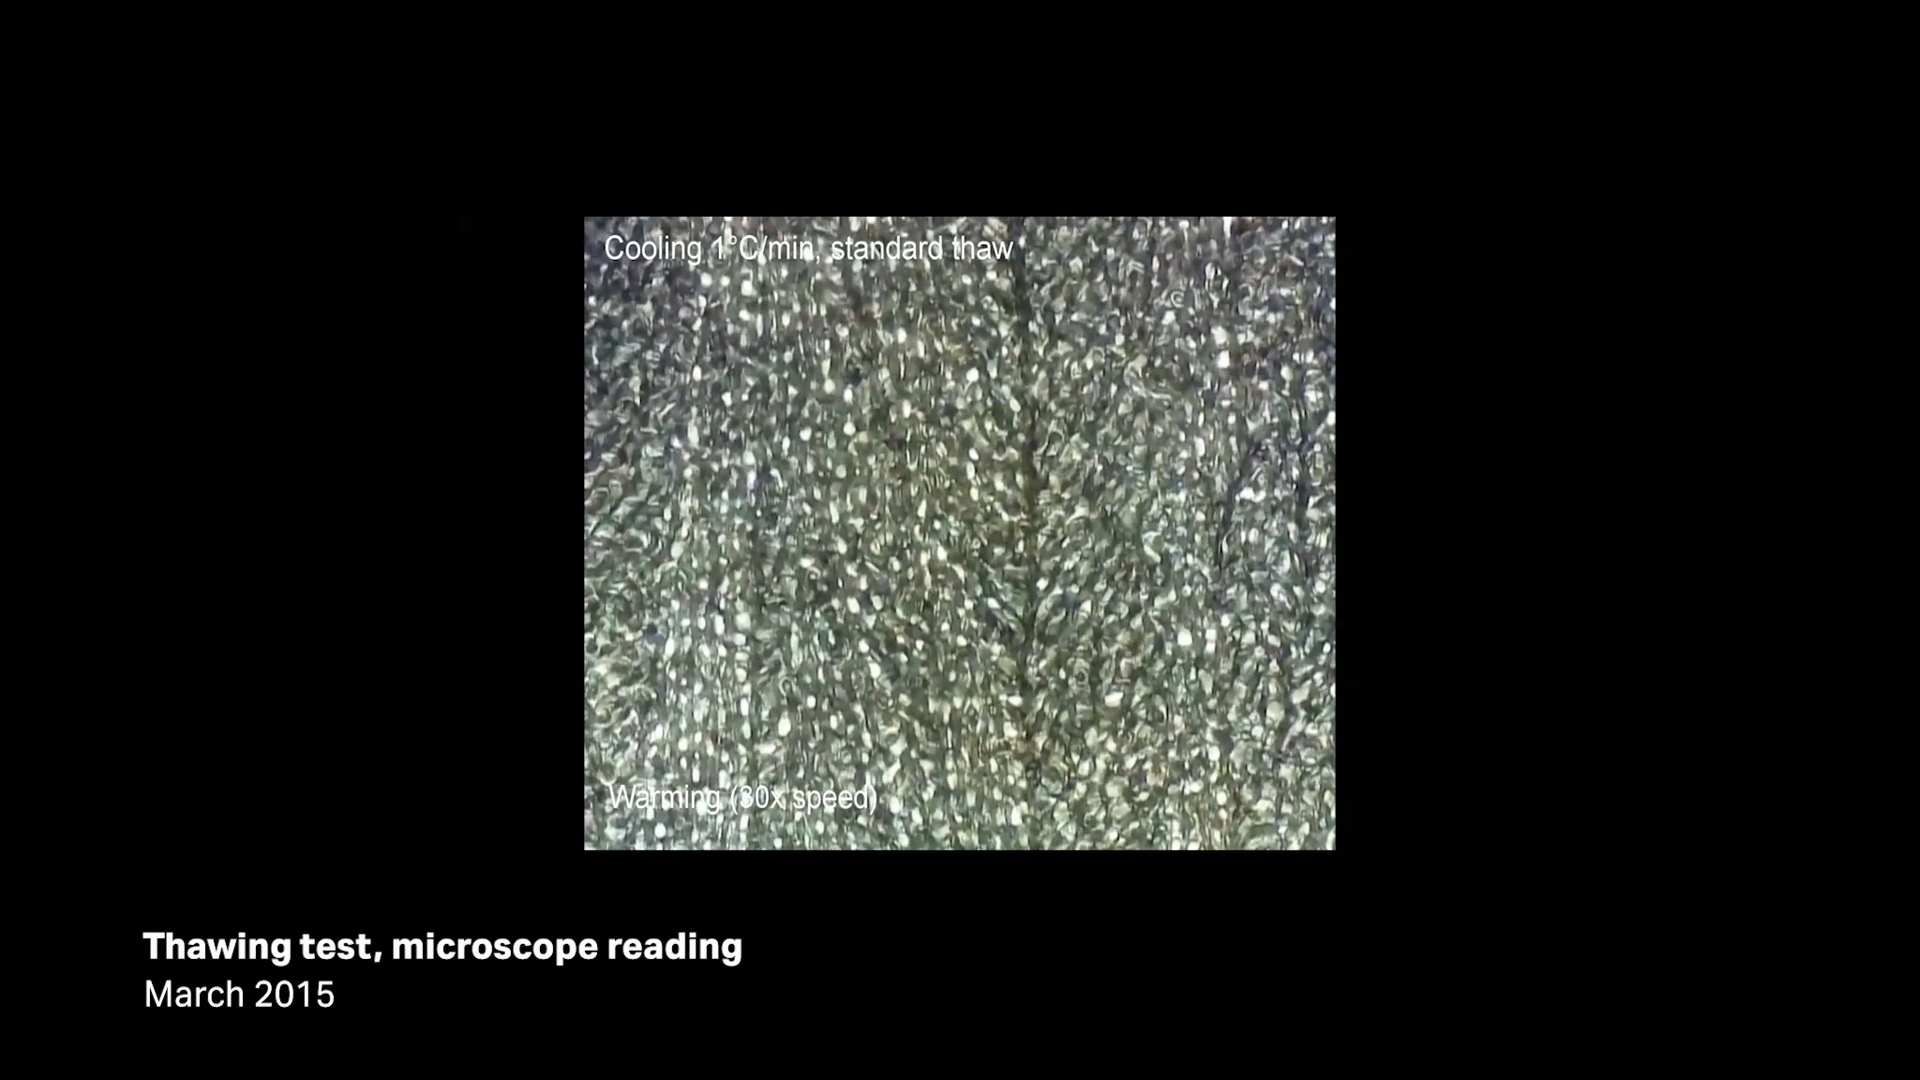 Cooling 1°C/min, standard thaw
Warming (30x speed)
Thawing test, microscope reading
March 2015